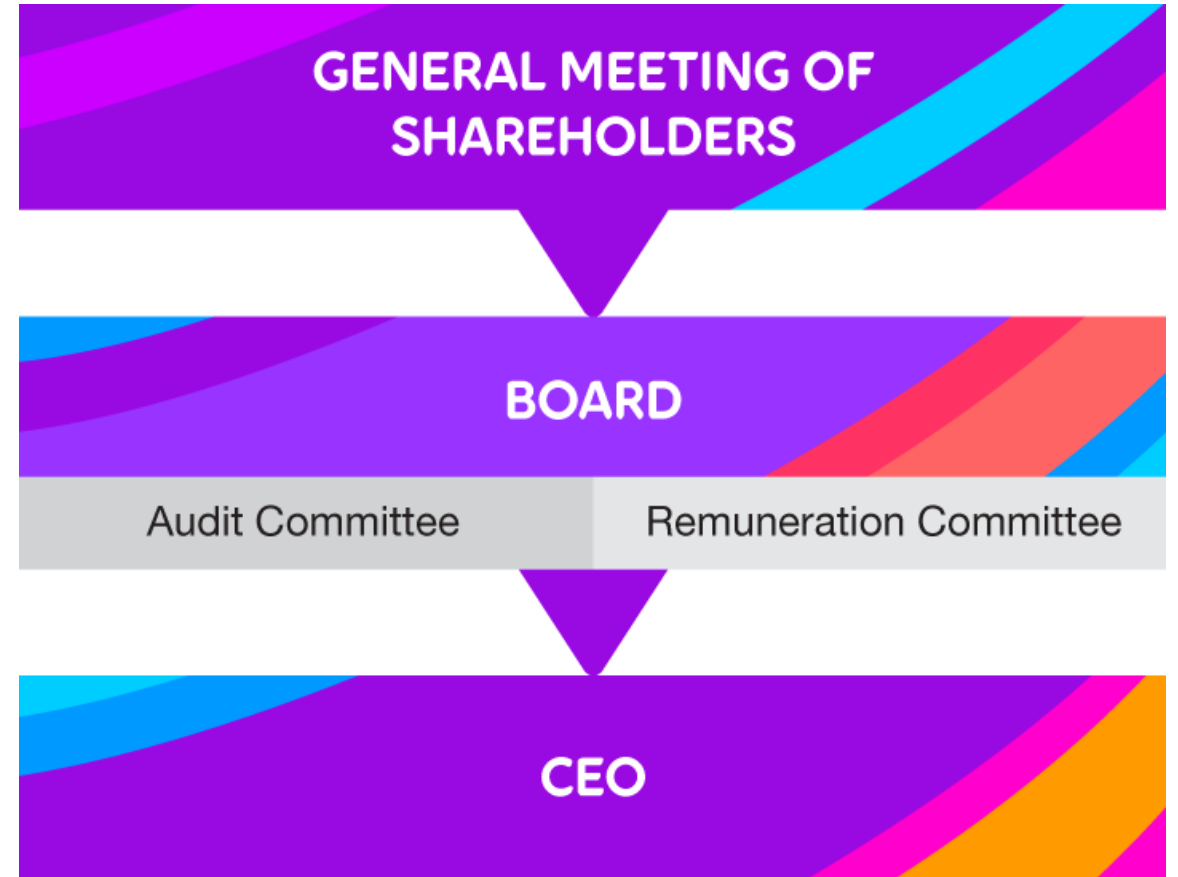 GENERAL MEETING OF
SHAREHOLDERS
BOARD
Audit Committee
Remuneration Committee
CEO